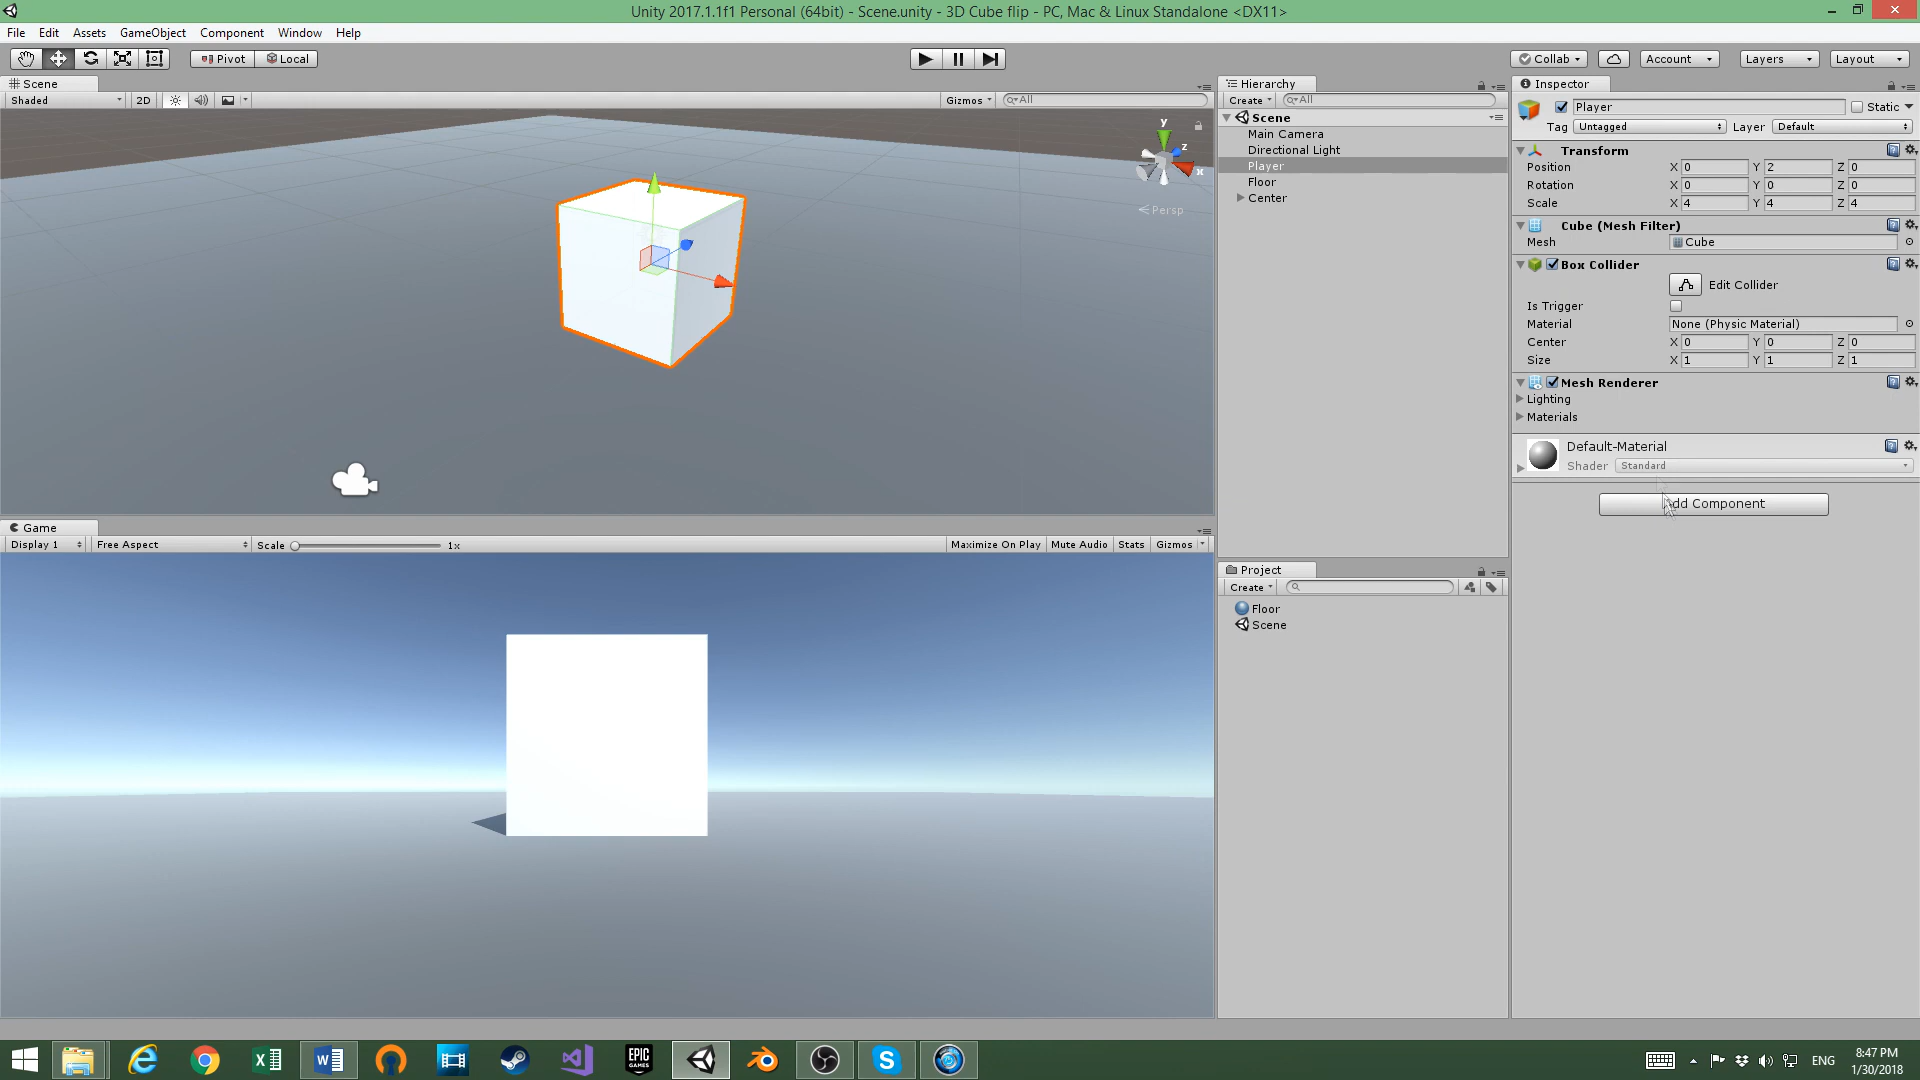 Unity 2017.1.1f1 Personal (64bit) - Scene.unity - 3D Cube flip - PC, Mac & Linux Standalone <DX11>
File Edit Assets GameObject Component Window Help
Pivot Local Collab Account Layers Layout
Scene
Shaded 2D Gizmos All
y
z
x
Persp
Game
Display 1 Free Aspect Scale 1x Maximize On Play Mute Audio Stats Gizmos
Hierarchy
Create All
Scene
Main Camera
Directional Light
Player
Floor
Center
Project
Create
Floor
Scene
Inspector
Player Static
Tag Untagged Layer Default
Transform
Position X 0 Y 2 Z 0
Rotation X 0 Y 0 Z 0
Scale X 4 Y 4 Z 4
Cube (Mesh Filter)
Mesh Cube
Box Collider
Edit Collider
Is Trigger
Material None (Physic Material)
Center X 0 Y 0 Z 0
Size X 1 Y 1 Z 1
Mesh Renderer
Lighting
Materials
Default-Material
Shader Standard
Add Component
EPIC
GAMES
ENG
8:47 PM
1/30/2018